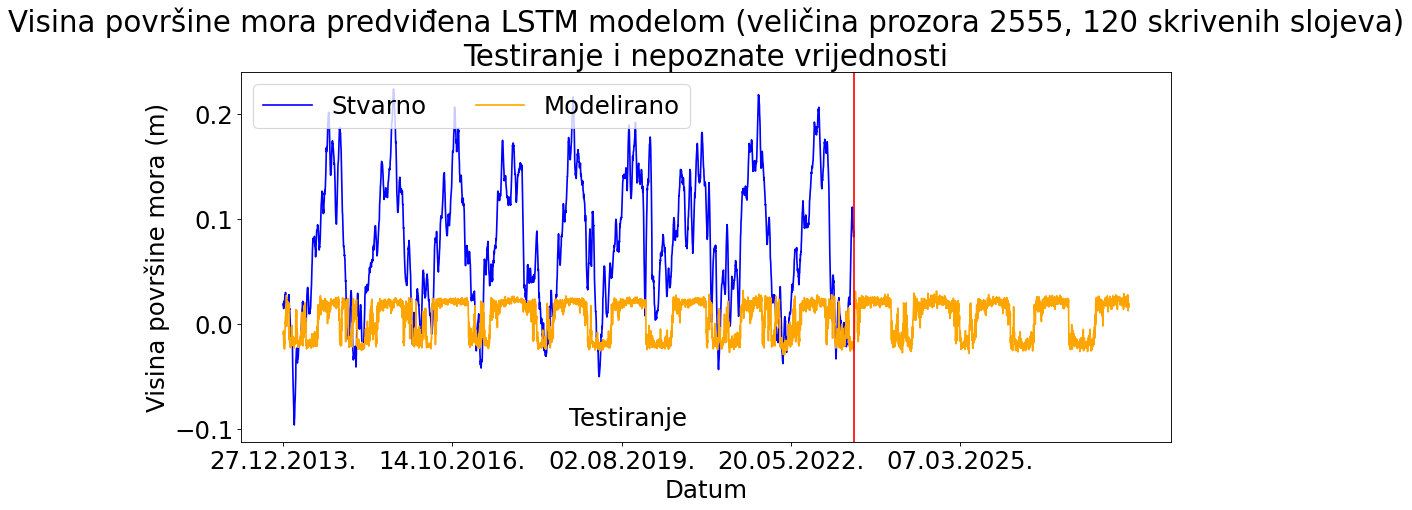 Visina površine mora predviđena LSTM modelom (veličina prozora 2555, 120 skrivenih slojeva)
Testiranje i nepoznate vrijednosti
Stvarno
Modelirano
Visina površine mora (m)
0.2
0.1
0.0
−0.1
Testiranje
27.12.2013.
14.10.2016.
02.08.2019.
20.05.2022.
07.03.2025.
Datum